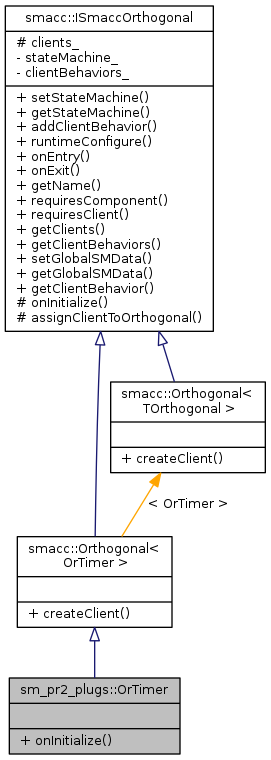 smacc::ISmaccOrthogonal
# clients_
- stateMachine_
- clientBehaviors_
+ setStateMachine()
+ getStateMachine()
+ addClientBehavior()
+ runtimeConfigure()
+ onEntry()
+ onExit()
+ getName()
+ requiresComponent()
+ requiresClient()
+ getClients()
+ getClientBehaviors()
+ setGlobalSMData()
+ getGlobalSMData()
+ getClientBehavior()
# onInitialize()
# assignClientToOrthogonal()
smacc::Orthogonal<
TOrthogonal >
+ createClient()
< OrTimer >
smacc::Orthogonal<
OrTimer >
+ createClient()
sm_pr2_plugs::OrTimer
+ onInitialize()